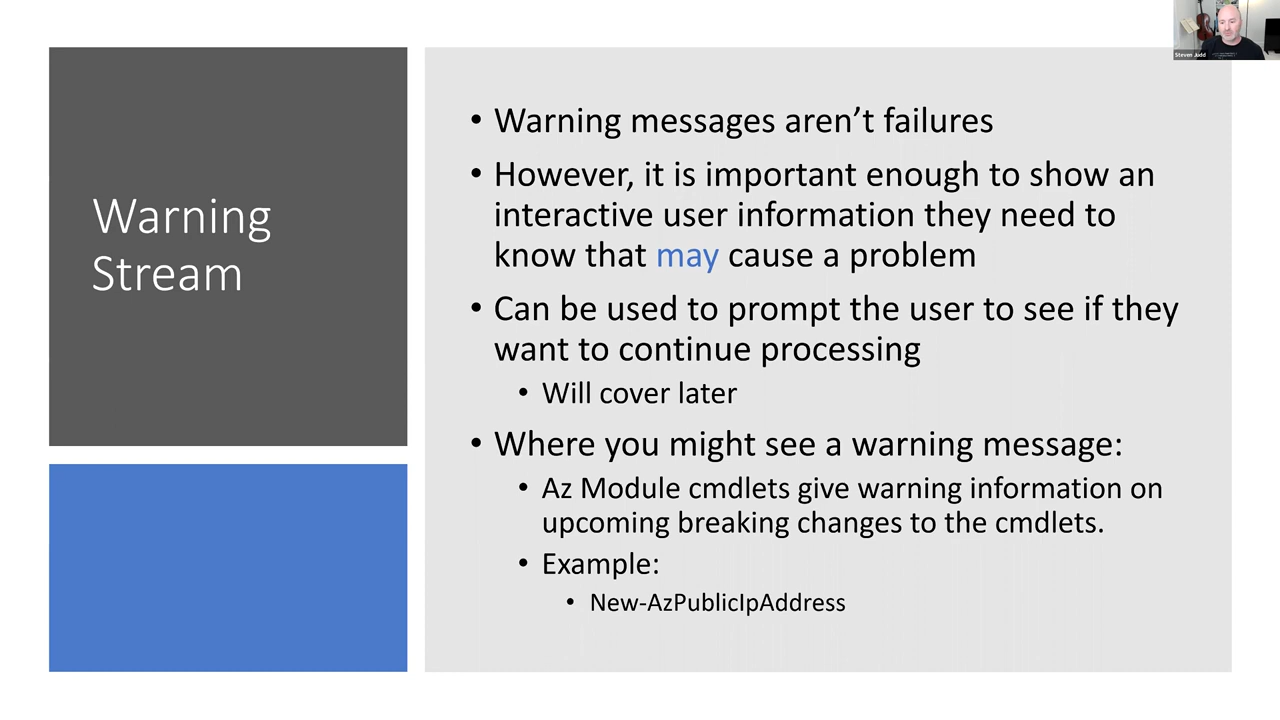 Steven Judd
Warning
Stream
• Warning messages aren’t failures
• However, it is important enough to show an
interactive user information they need to
know that may cause a problem
• Can be used to prompt the user to see if they
want to continue processing
• Will cover later
• Where you might see a warning message:
• Az Module cmdlets give warning information on
upcoming breaking changes to the cmdlets.
• Example:
• New-AzPublicIpAddress